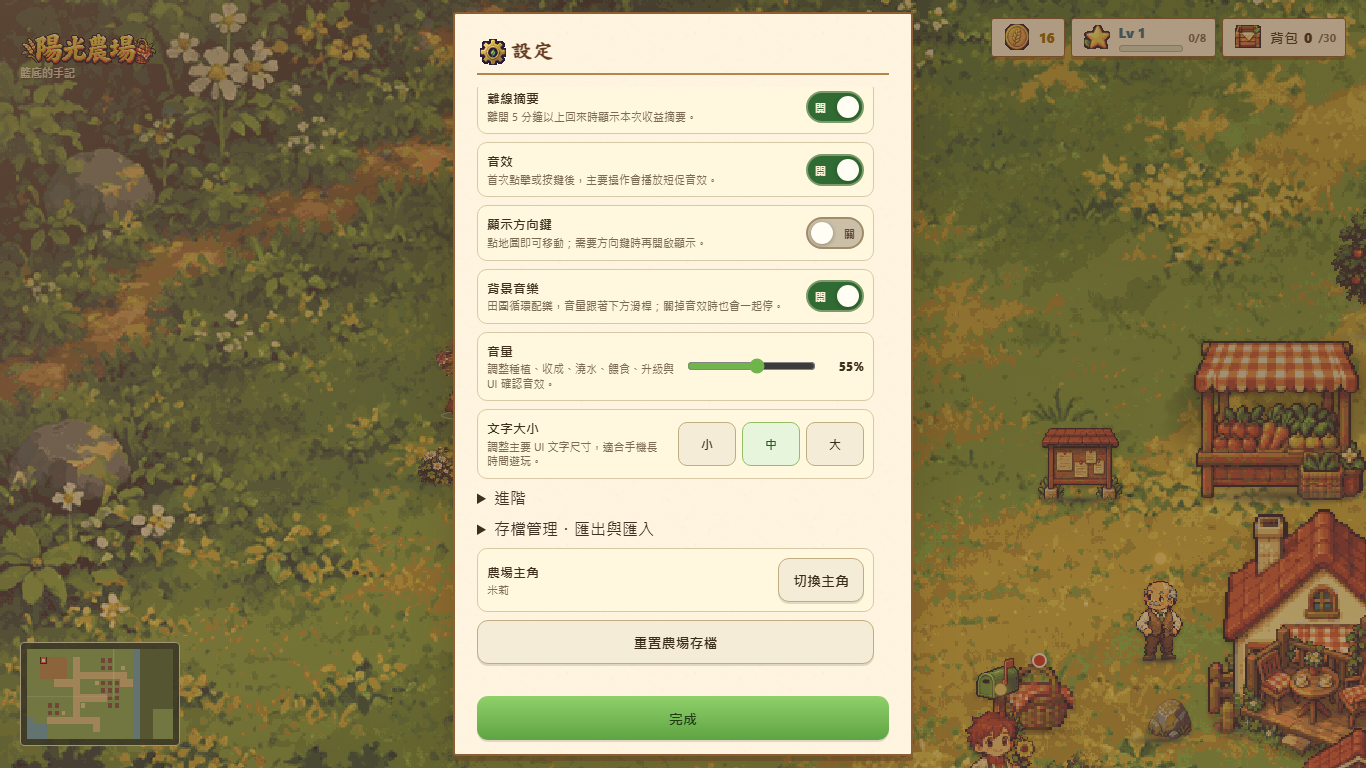 陽光農場
籃底的手記
16
Lv 1
0/8
背包 0 /30
設定
離線摘要
離開 5 分鐘以上回來時顯示本次收益摘要。
開
音效
首次點擊或按鍵後，主要操作會播放短促音效。
開
顯示方向鍵
點地圖即可移動；需要方向鍵時再開啟顯示。
關
背景音樂
田園循環配樂，音量跟著下方滑桿；關掉音效時也會一起停。
開
音量
調整種植、收成、澆水、餵食、升級與
UI 確認音效。
55%
文字大小
調整主要 UI 文字尺寸，適合手機長
時間遊玩。
小
中
大
進階
存檔管理 · 匯出與匯入
農場主角
米莉
切換主角
重置農場存檔
完成